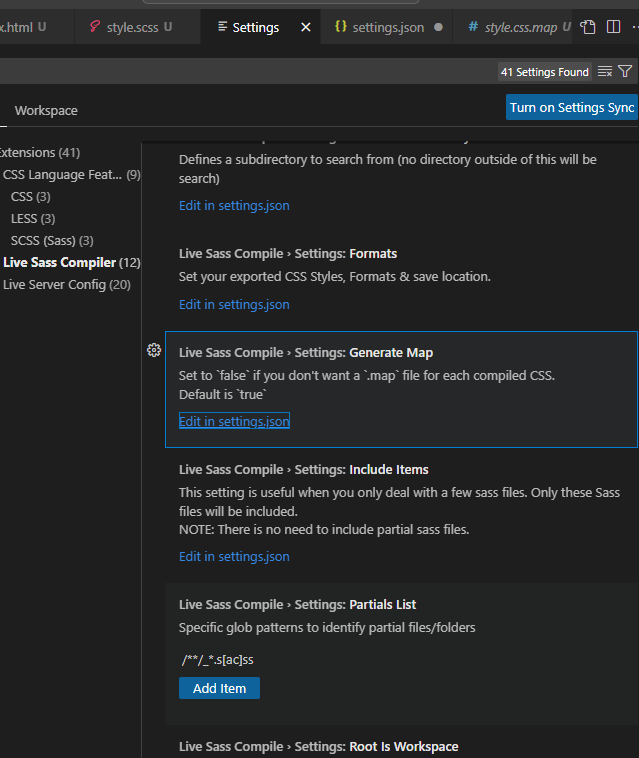 x.html U
style.scss U
Settings
settings.json
style.css.map U
41 Settings Found
Workspace
Turn on Settings Sync
Extensions (41)
CSS Language Feat... (9)
CSS (3)
LESS (3)
SCSS (Sass) (3)
Live Sass Compiler (12)
Live Server Config (20)
Defines a subdirectory to search from (no directory outside of this will be
search)
Edit in settings.json
Live Sass Compile › Settings: Formats
Set your exported CSS Styles, Formats & save location.
Edit in settings.json
Live Sass Compile › Settings: Generate Map
Set to `false` if you don't want a `.map` file for each compiled CSS.
Default is `true`
Edit in settings.json
Live Sass Compile › Settings: Include Items
This setting is useful when you only deal with a few sass files. Only these Sass
files will be included.
NOTE: There is no need to include partial sass files.
Edit in settings.json
Live Sass Compile › Settings: Partials List
Specific glob patterns to identify partial files/folders
/**/_*.s[ac]ss
Add Item
Live Sass Compile › Settings: Root Is Workspace